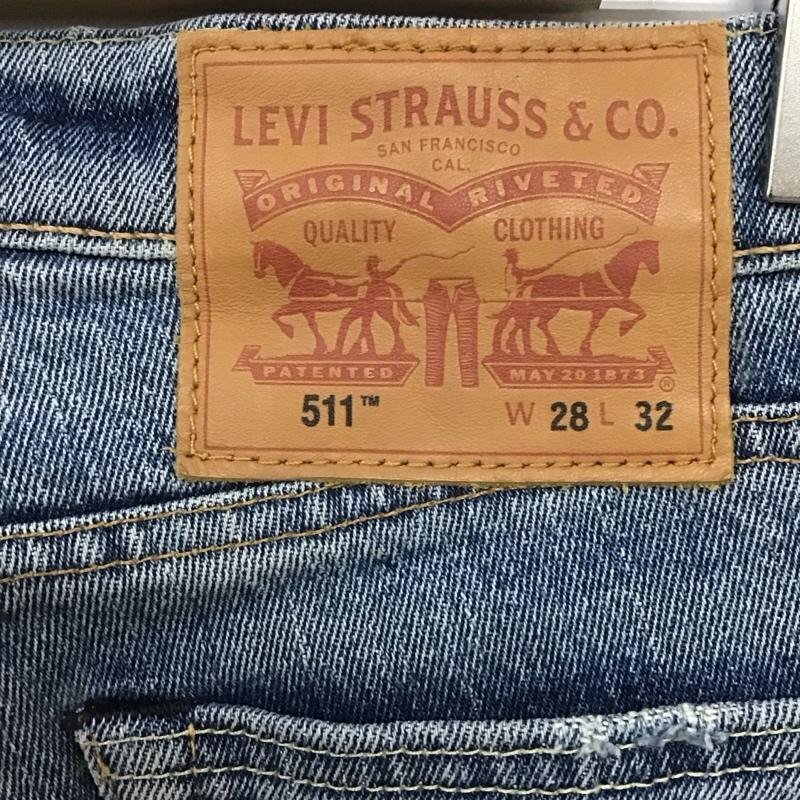 LEVI STRAUSS & CO.
SAN FRANCISCO
CAL.
ORIGINAL RIVETED
QUALITY CLOTHING
PATENTED MAY 20 1873 ®
511™ W 28 L 32